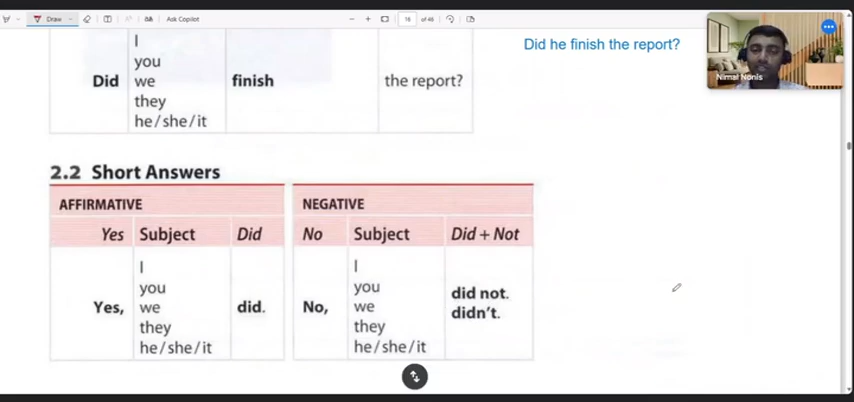 Draw
Ask Copilot
16 of 46
Did he finish the report?
Nimal Nonis
I
you
Did we finish the report?
they
he/she/it
2.2 Short Answers
AFFIRMATIVE NEGATIVE
Yes Subject Did No Subject Did + Not
I I
you you did not.
Yes, we did. No, we didn't.
they they
he/she/it he/she/it